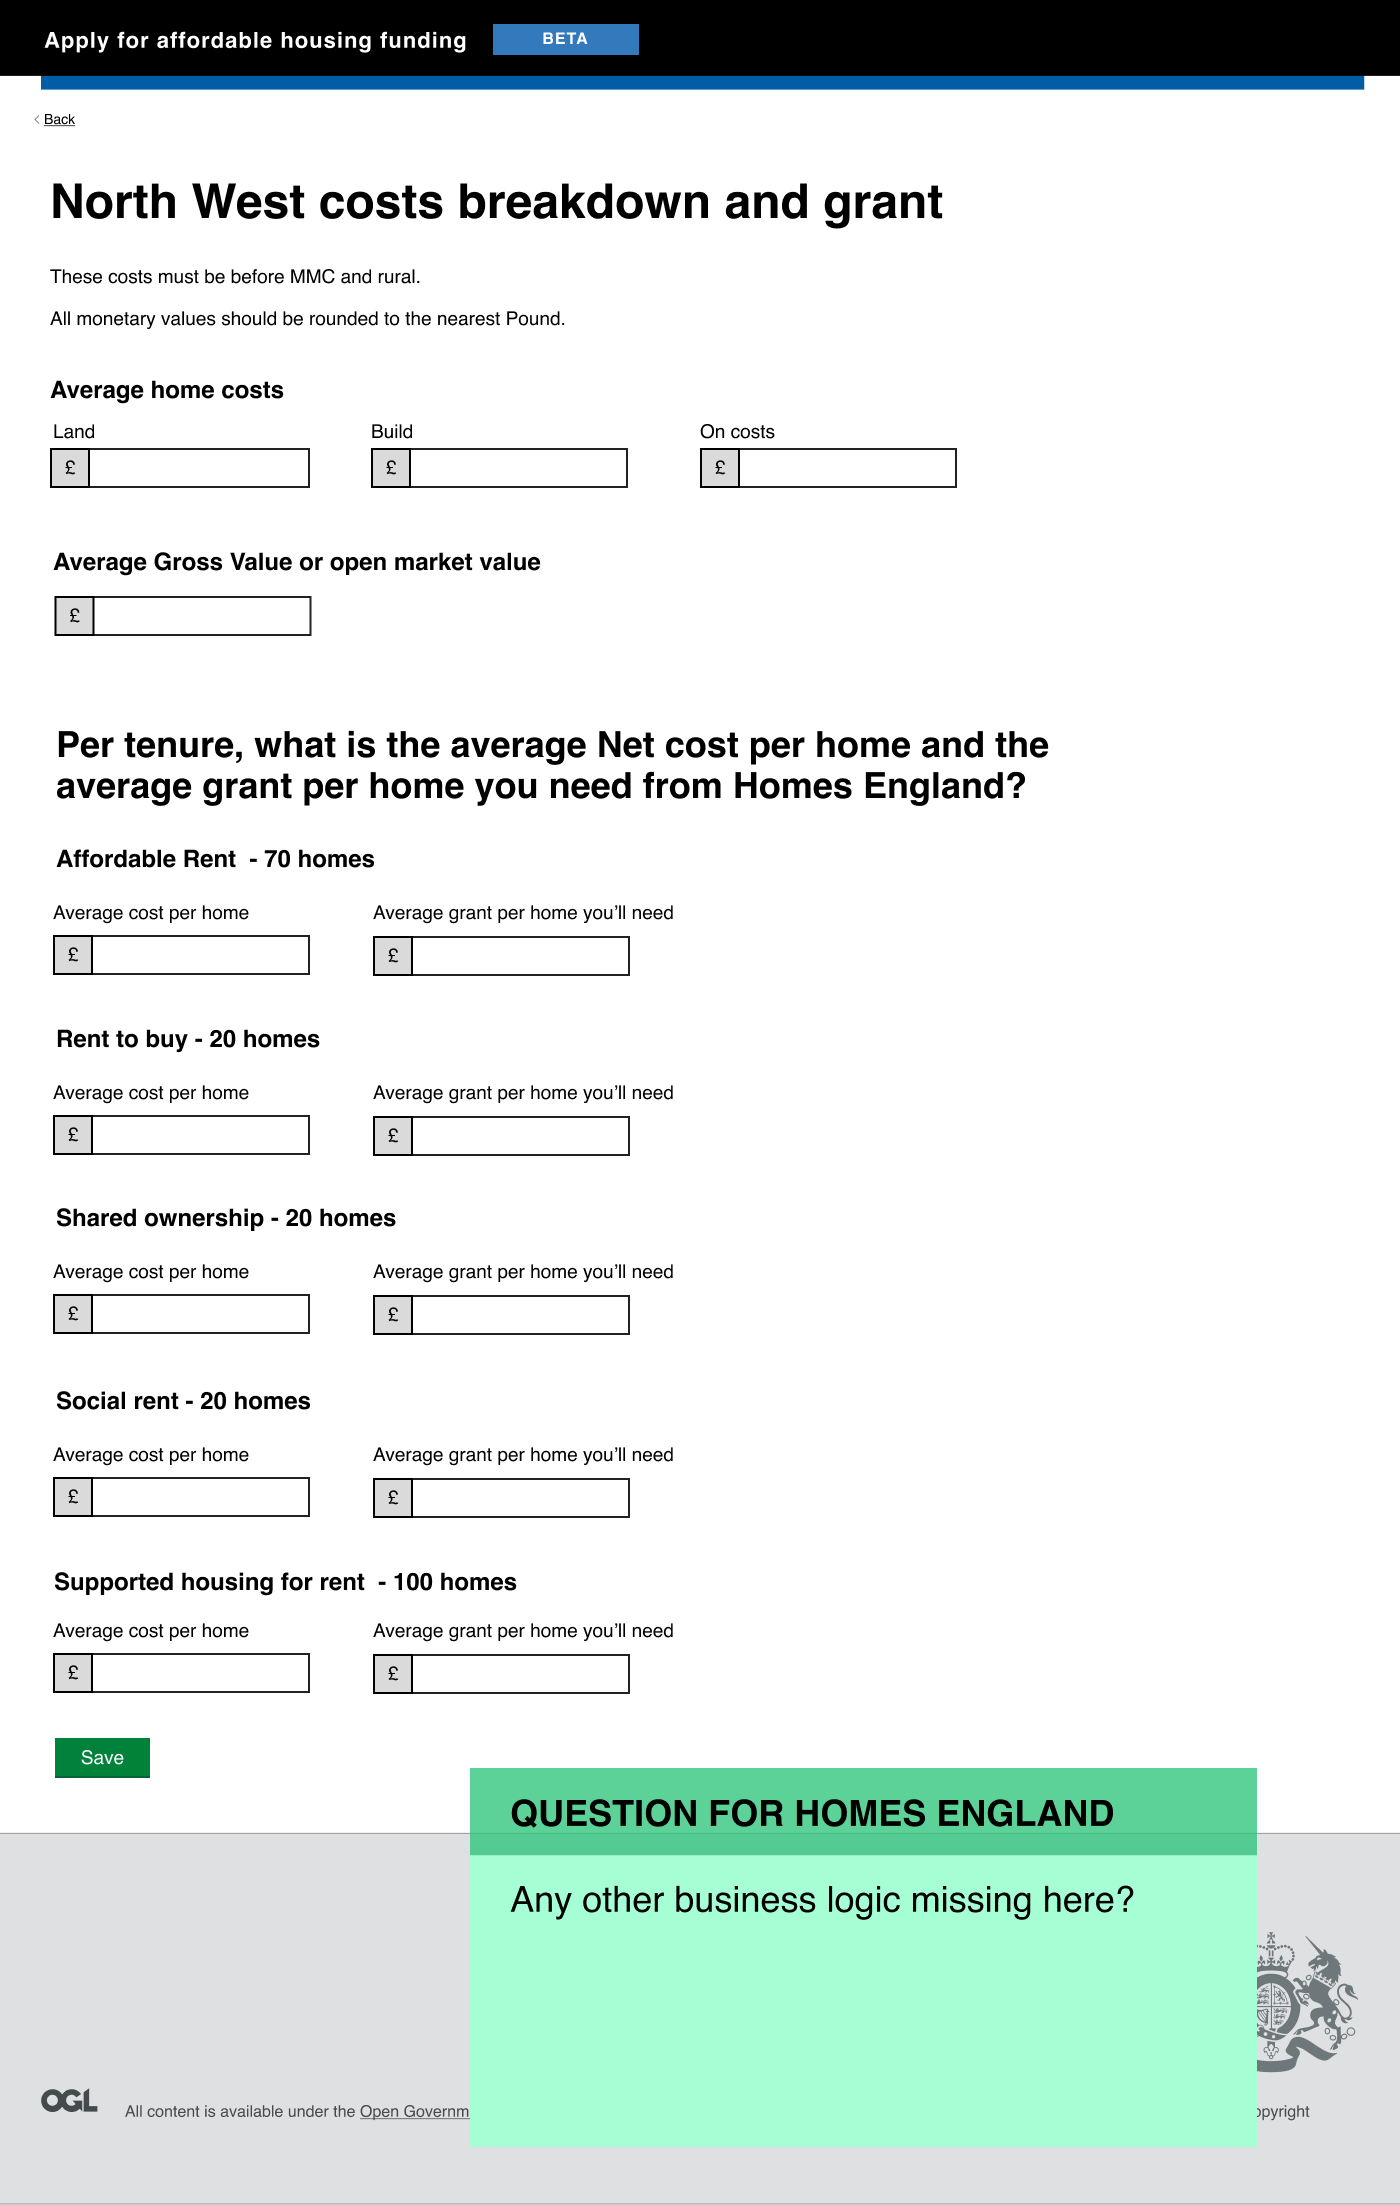 Apply for affordable housing funding BETA
< Back
North West costs breakdown and grant
These costs must be before MMC and rural.
All monetary values should be rounded to the nearest Pound.
Average home costs
Land Build On costs
£ £ £
Average Gross Value or open market value
£
Per tenure, what is the average Net cost per home and the
average grant per home you need from Homes England?
Affordable Rent - 70 homes
Average cost per home Average grant per home you’ll need
£ £
Rent to buy - 20 homes
Average cost per home Average grant per home you’ll need
£ £
Shared ownership - 20 homes
Average cost per home Average grant per home you’ll need
£ £
Social rent - 20 homes
Average cost per home Average grant per home you’ll need
£ £
Supported housing for rent - 100 homes
Average cost per home Average grant per home you’ll need
£ £
Save
QUESTION FOR HOMES ENGLAND
Any other business logic missing here?
OGL All content is available under the Open Governm opyright